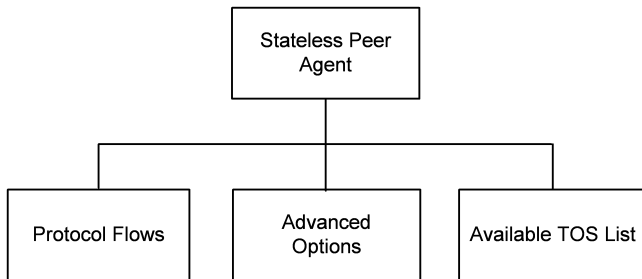 Stateless Peer
Agent
Protocol Flows
Advanced
Options
Available TOS List